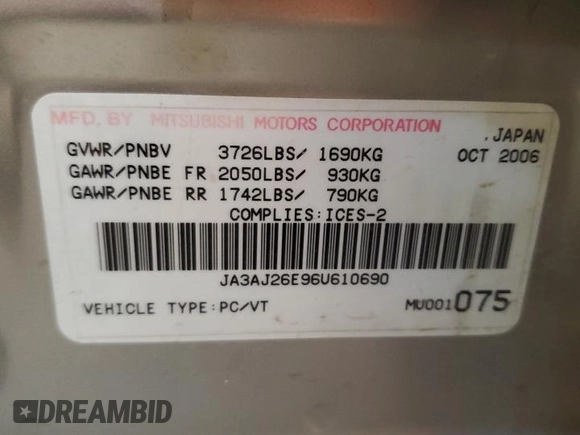 MFD. BY MITSUBISHI MOTORS CORPORATION
.JAPAN
GVWR/PNBV 3726LBS/ 1690KG OCT 2006
GAWR/PNBE FR 2050LBS/ 930KG
GAWR/PNBE RR 1742LBS/ 790KG
COMPLIES:ICES-2
JA3AJ26E96U610690
VEHICLE TYPE:PC/VT MU001075
DREAMBID